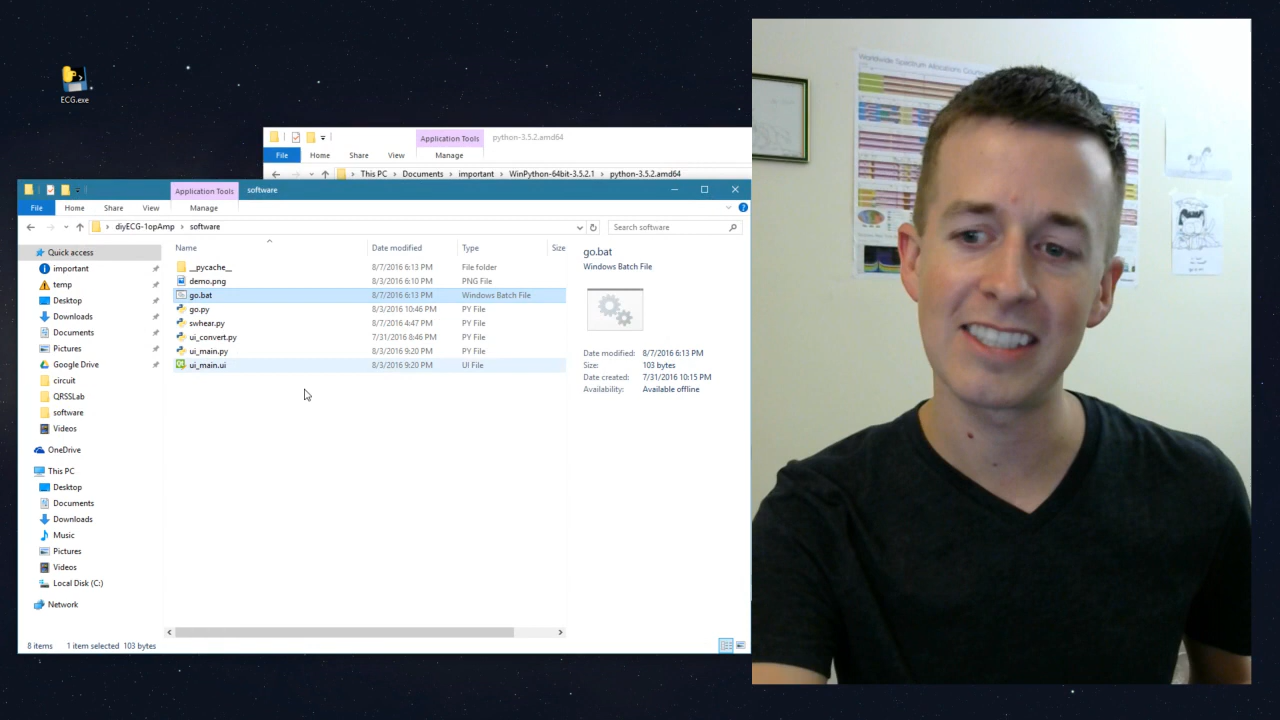 ECG.exe
Application Tools
python-3.5.2.amd64
File Home Share View Manage
This PC Documents important WinPython-64bit-3.5.2.1 python-3.5.2.amd64
Application Tools
software
File Home Share View Manage
diyECG-1opAmp software
Search software
Quick access
important
temp
Desktop
Downloads
Documents
Pictures
Google Drive
circuit
QRSSLab
software
Videos
OneDrive
This PC
Desktop
Documents
Downloads
Music
Pictures
Videos
Local Disk (C:)
Network
Name Date modified Type Size
__pycache__ 8/7/2016 6:13 PM File folder
demo.png 8/3/2016 6:10 PM PNG File
go.bat 8/7/2016 6:13 PM Windows Batch File
go.py 8/3/2016 10:46 PM PY File
swhear.py 8/7/2016 4:47 PM PY File
ui_convert.py 7/31/2016 8:46 PM PY File
ui_main.py 8/3/2016 9:20 PM PY File
ui_main.ui 8/3/2016 9:20 PM UI File
go.bat
Windows Batch File
Date modified: 8/7/2016 6:13 PM
Size: 103 bytes
Date created: 7/31/2016 10:15 PM
Availability: Available offline
8 items 1 item selected 103 bytes
Worldwide Spectrum Allocations